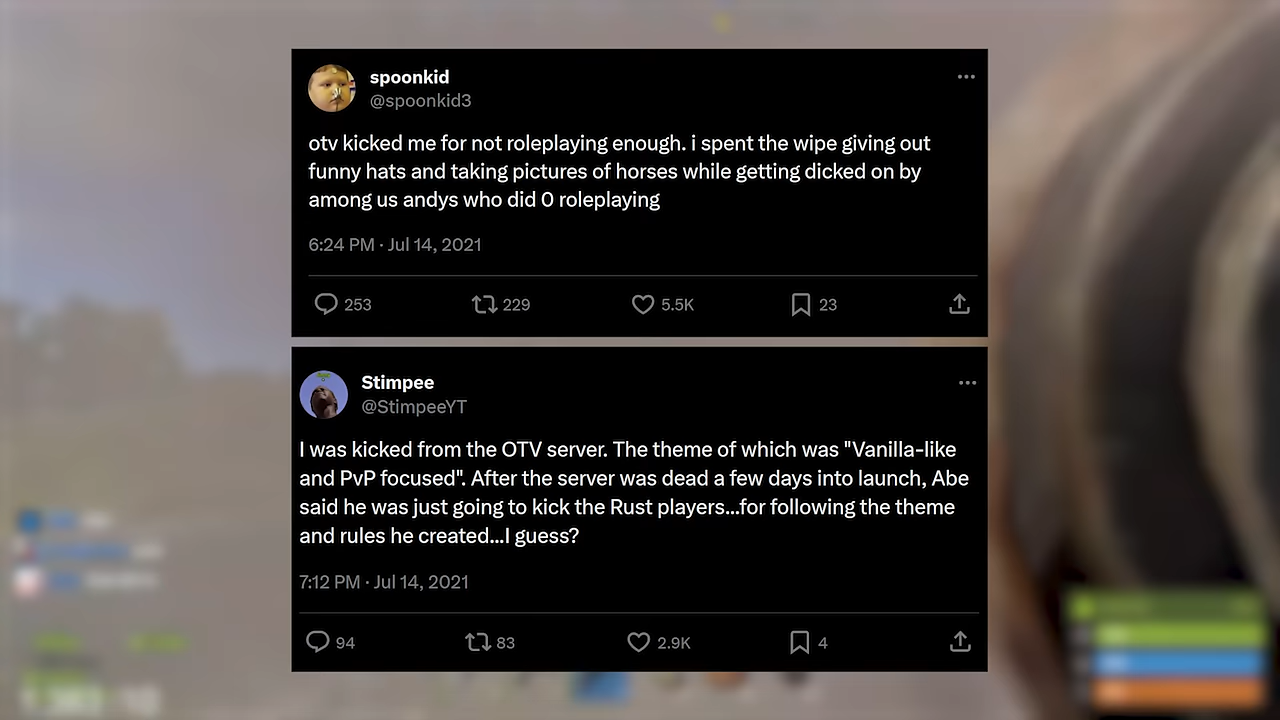 spoonkid
@spoonkid3
otv kicked me for not roleplaying enough. i spent the wipe giving out
funny hats and taking pictures of horses while getting dicked on by
among us andys who did 0 roleplaying
6:24 PM · Jul 14, 2021
253 229 5.5K 23
Stimpee
@StimpeeYT
I was kicked from the OTV server. The theme of which was "Vanilla-like
and PvP focused". After the server was dead a few days into launch, Abe
said he was just going to kick the Rust players...for following the theme
and rules he created...I guess?
7:12 PM · Jul 14, 2021
94 83 2.9K 4